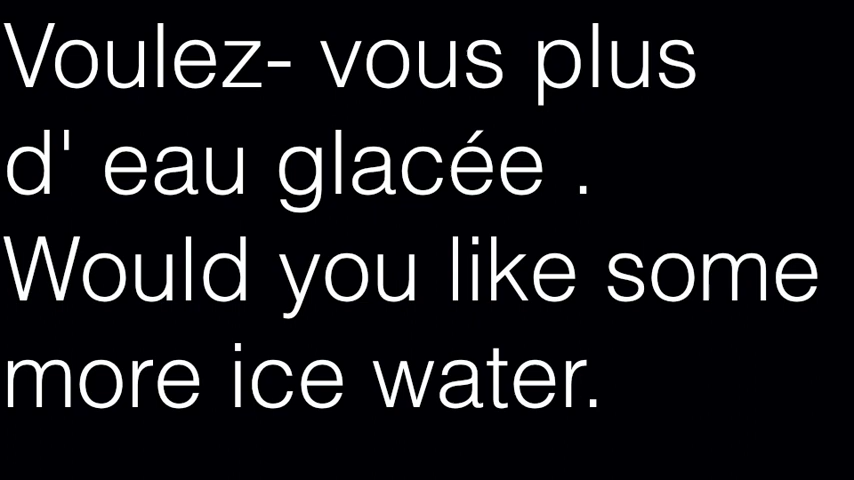 Voulez- vous plus
d' eau glacée .
Would you like some
more ice water.